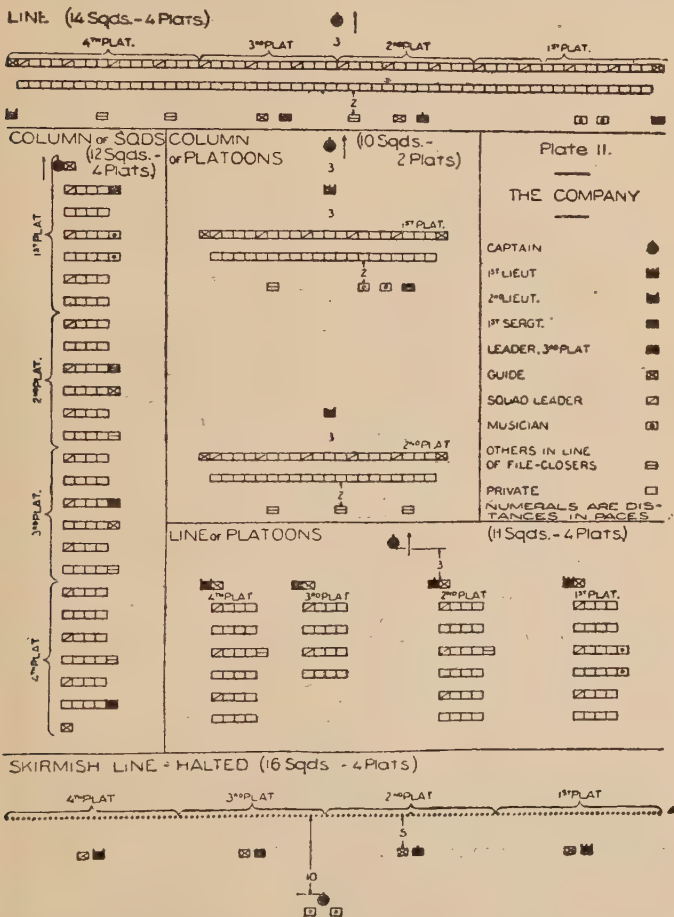 LINE (14 Sqds.- 4 Plats.)
3
4TH PLAT.
3RD PLAT
2ND PLAT
1ST PLAT.
2
COLUMN OF SQDS
(12 Sqds.-
4 Plats)
1ST PLAT
2ND PLAT.
3RD PLAT.
4TH PLAT
COLUMN
OF PLATOONS
(10 Sqds.-
2 Plats.)
3
3
1ST PLAT.
2
3
2ND PLAT
2
Plate II.
THE COMPANY
CAPTAIN
1ST LIEUT
2ND LIEUT.
1ST SERGT.
LEADER, 3RD PLAT
GUIDE
SQUAD LEADER
MUSICIAN
OTHERS IN LINE
OF FILE-CLOSERS
PRIVATE
NUMERALS ARE DIS-
TANCES IN PACES
LINE OF PLATOONS
(11 Sqds.- 4 Plats.)
3
4TH PLAT
3RD PLAT
2ND PLAT
1ST PLAT.
SKIRMISH LINE - HALTED (16 Sqds - 4 Plats)
4TH PLAT
3RD PLAT
2ND PLAT
1ST PLAT
5
10